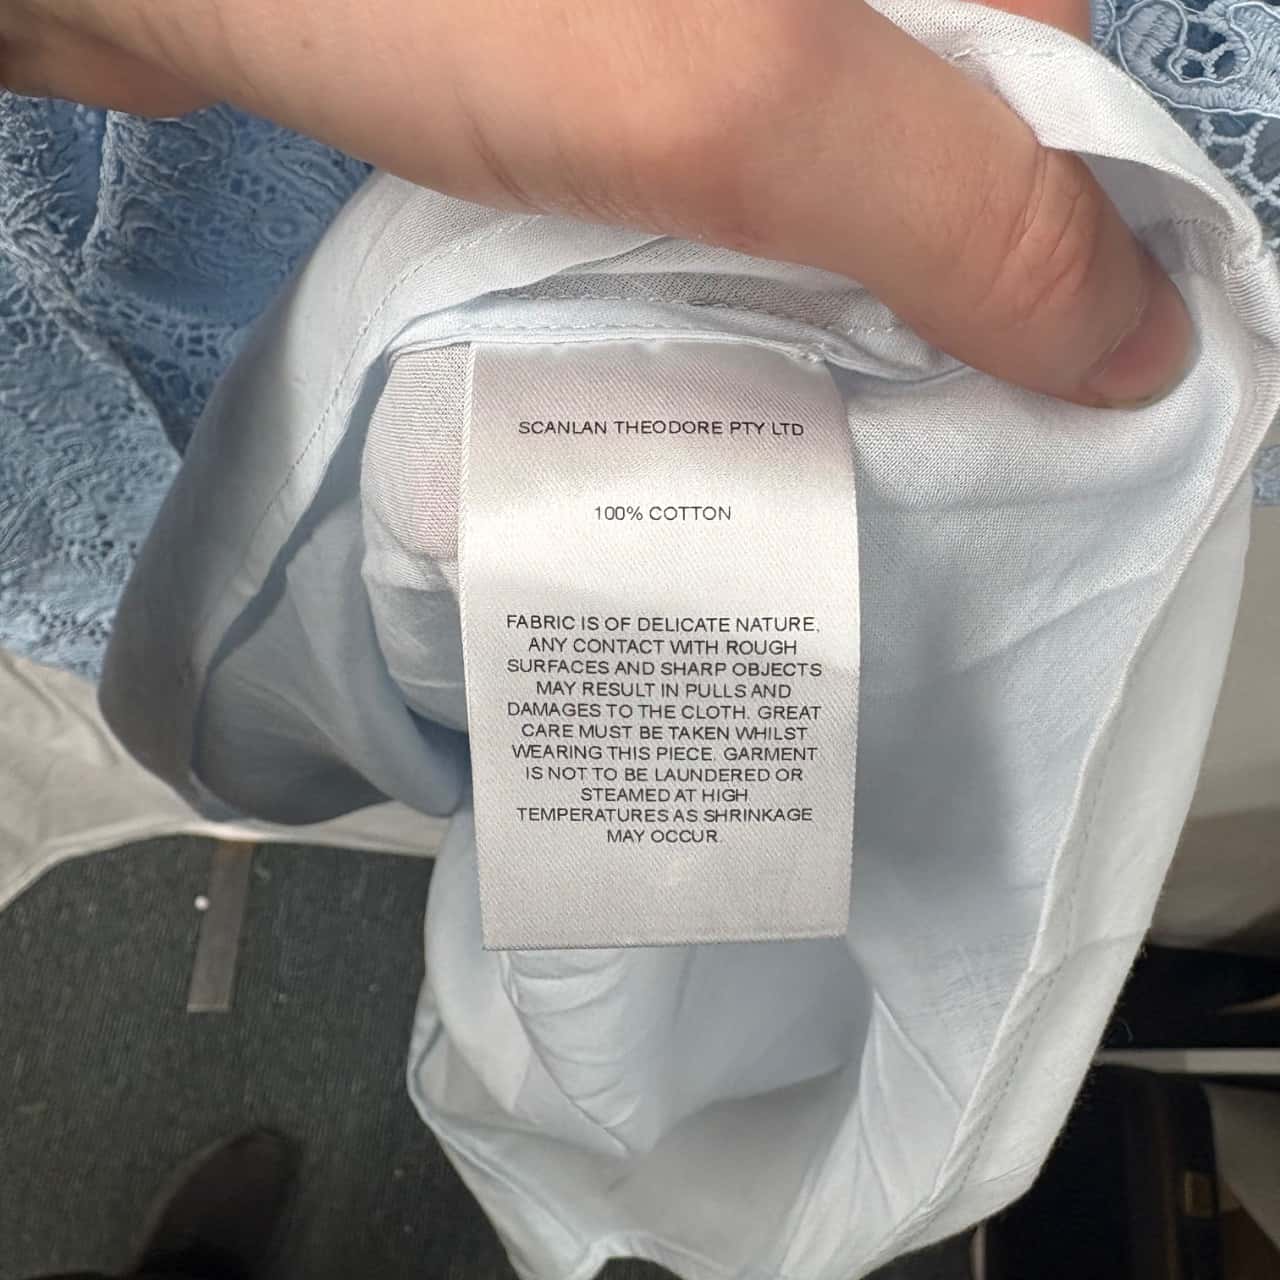 SCANLAN THEODORE PTY LTD
100% COTTON
FABRIC IS OF DELICATE NATURE,
ANY CONTACT WITH ROUGH
SURFACES AND SHARP OBJECTS
MAY RESULT IN PULLS AND
DAMAGES TO THE CLOTH. GREAT
CARE MUST BE TAKEN WHILST
WEARING THIS PIECE. GARMENT
IS NOT TO BE LAUNDERED OR
STEAMED AT HIGH
TEMPERATURES AS SHRINKAGE
MAY OCCUR.